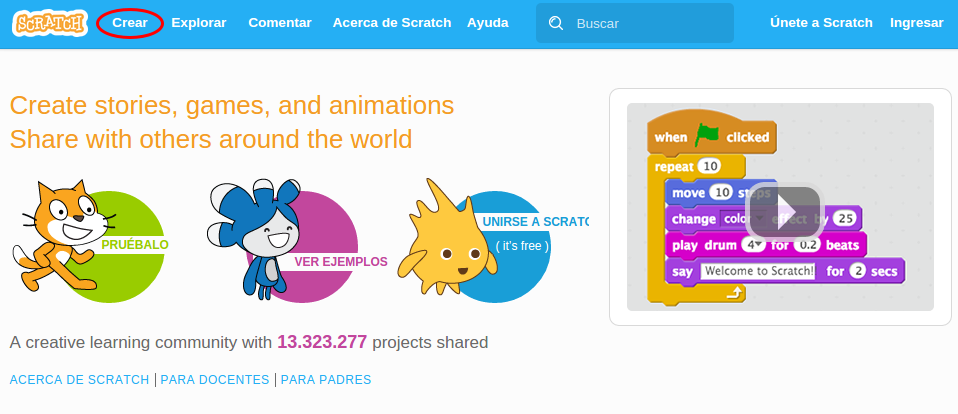 SCRATCH Crear Explorar Comentar Acerca de Scratch Ayuda Buscar Únete a Scratch Ingresar
Create stories, games, and animations
Share with others around the world
PRUÉBALO
VER EJEMPLOS
UNIRSE A SCRATC
( it's free )
A creative learning community with 13.323.277 projects shared
ACERCA DE SCRATCH | PARA DOCENTES | PARA PADRES
when clicked
repeat 10
move 10 steps
change color effect by 25
play drum 4 for 0.2 beats
say Welcome to Scratch! for 2 secs